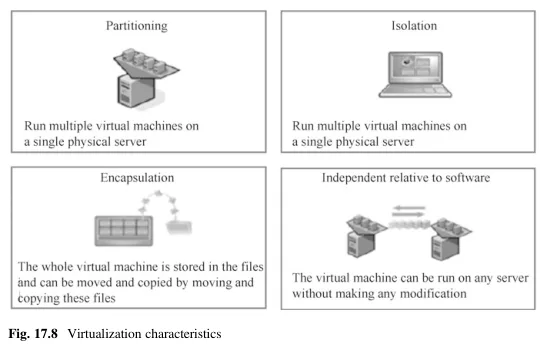 Partitioning
Run multiple virtual machines on
a single physical server
Isolation
Run multiple virtual machines on
a single physical server
Encapsulation
The whole virtual machine is stored in the files
and can be moved and copied by moving and
copying these files
Independent relative to software
The virtual machine can be run on any server
without making any modification
Fig. 17.8 Virtualization characteristics